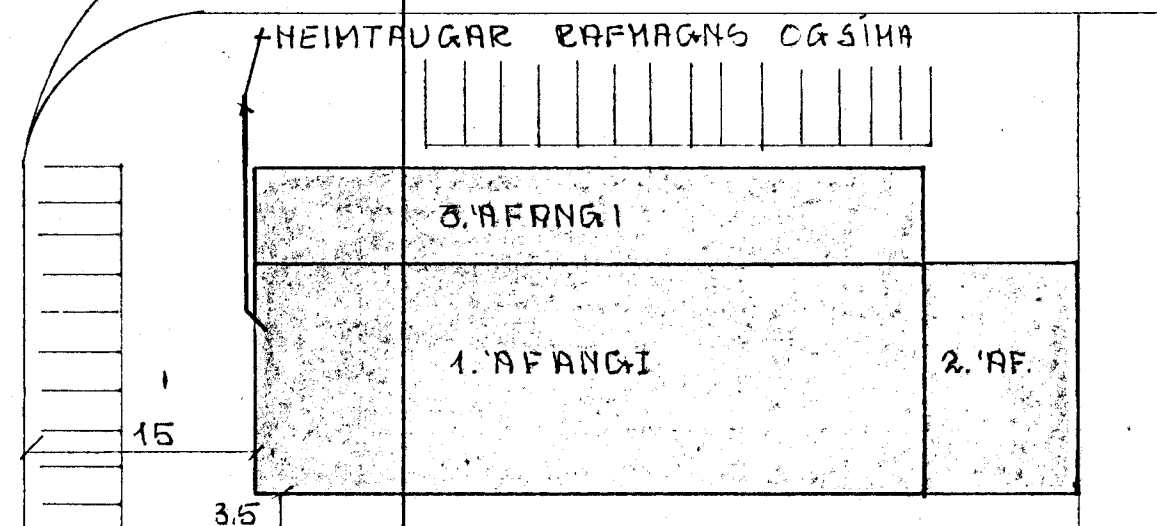 HEIMTAUGAR RAFMAGNS OG SÍMA
3. ÁFANGI
1. ÁFANGI
2. ÁF.
15
3.5